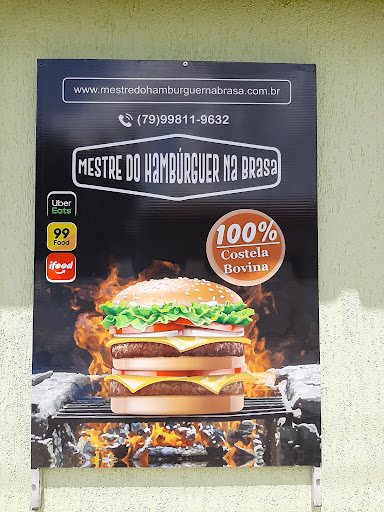 www.mestredohamburguernabrasa.com.br
(79)99811-9632
MESTRE DO HAMBÚRGUER NA BRASA
Uber
Eats
99
Food
ifood
100%
Costela
Bovina